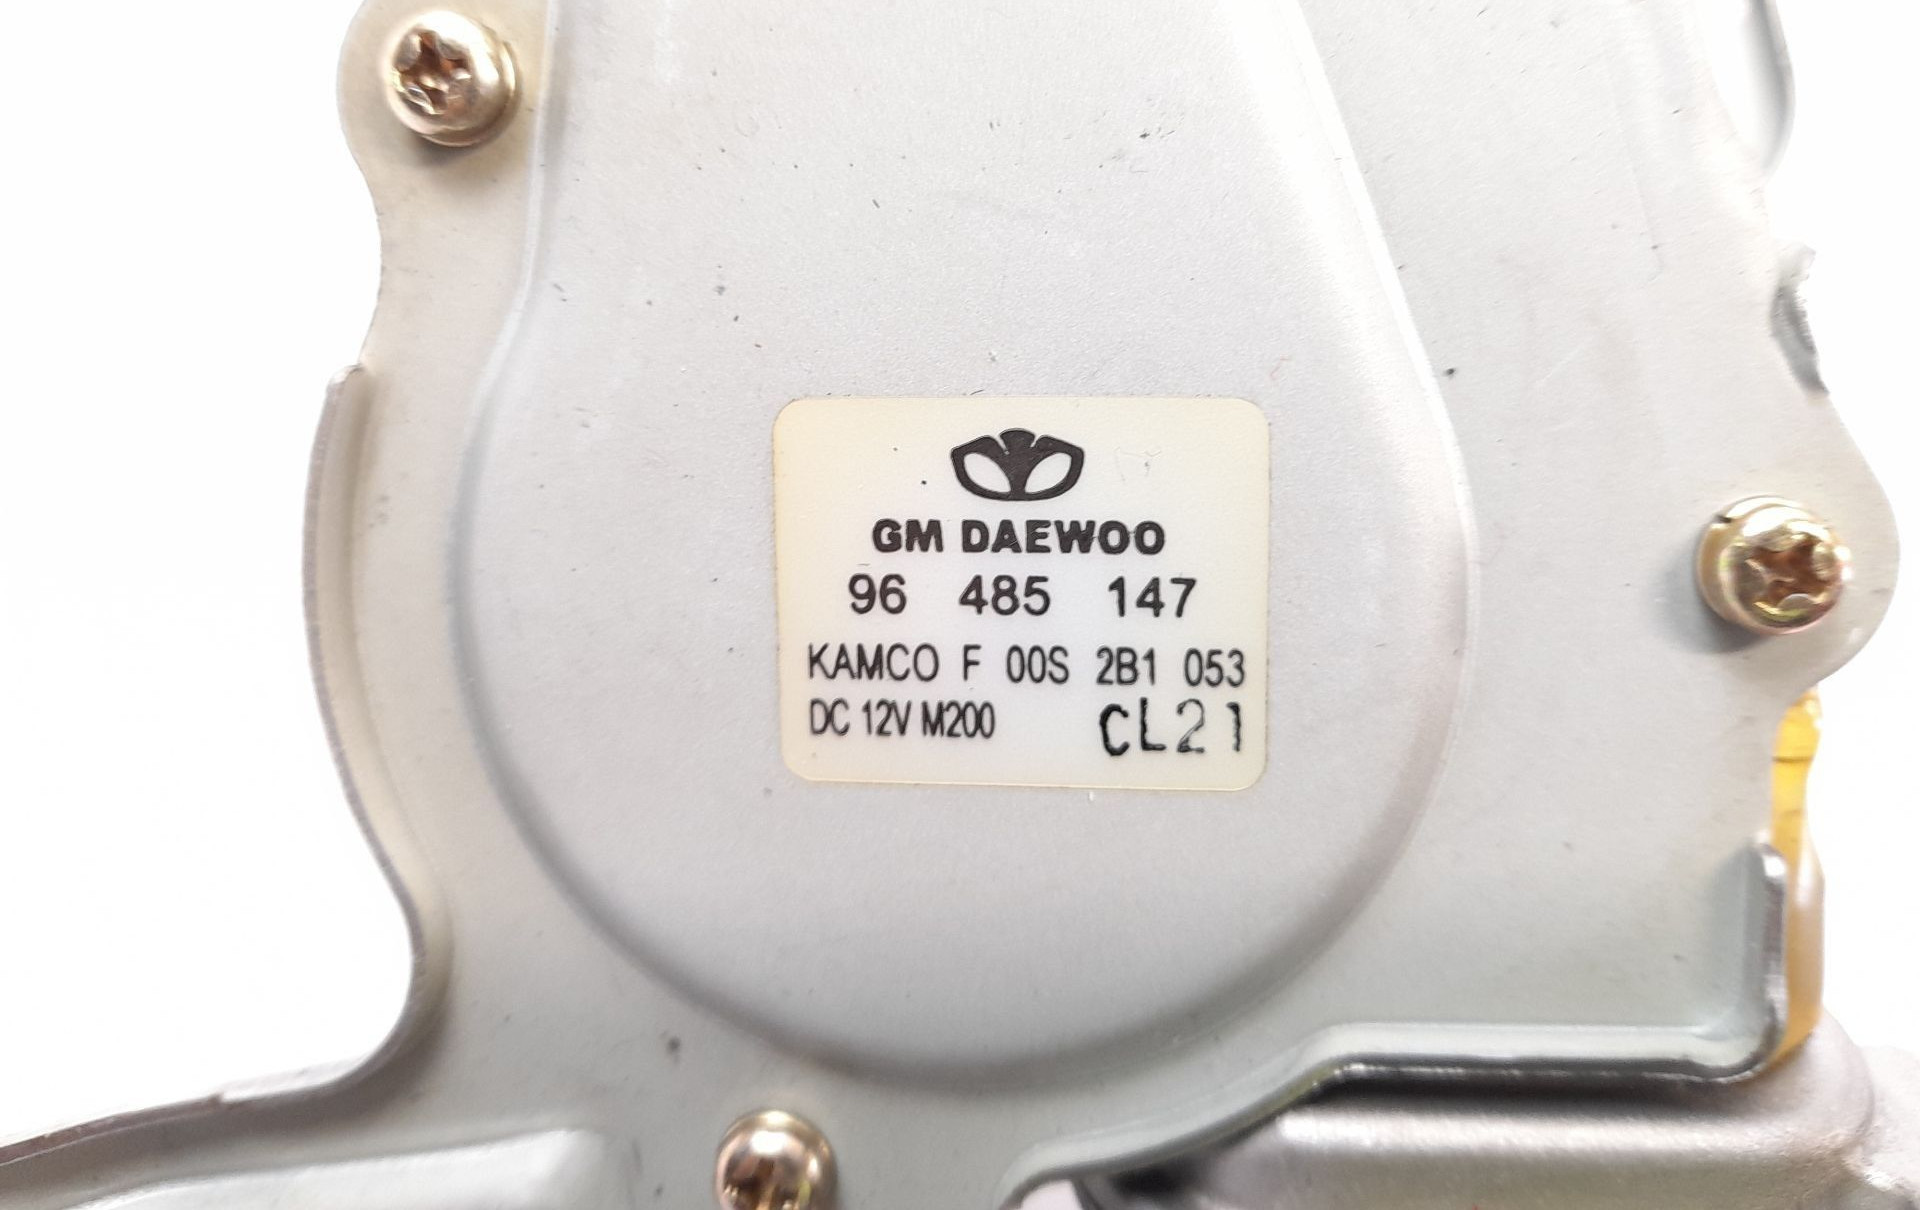 GM DAEWOO
96 485 147
KAMCO F 00S 2B1 053
DC 12V M200 CL21